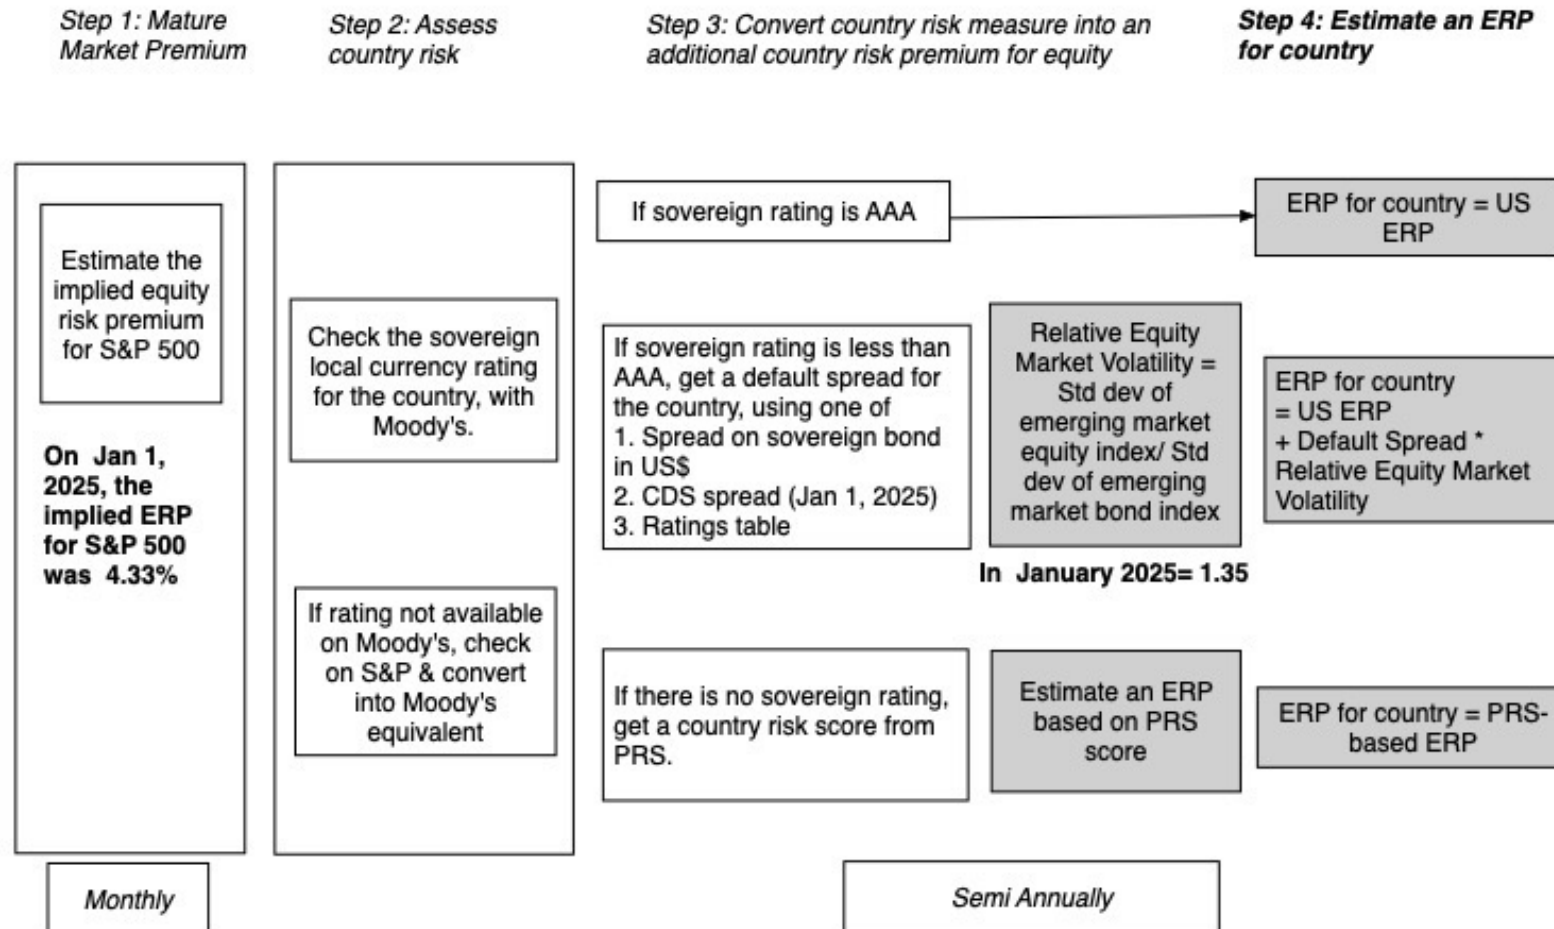 Step 1: Mature
Market Premium
Step 2: Assess
country risk
Step 3: Convert country risk measure into an
additional country risk premium for equity
Step 4: Estimate an ERP
for country
Estimate the
implied equity
risk premium
for S&P 500
On Jan 1,
2025, the
implied ERP
for S&P 500
was 4.33%
Monthly
Check the sovereign
local currency rating
for the country, with
Moody's.
If rating not available
on Moody's, check
on S&P & convert
into Moody's
equivalent
If sovereign rating is AAA
ERP for country = US
ERP
If sovereign rating is less than
AAA, get a default spread for
the country, using one of
1. Spread on sovereign bond
in US$
2. CDS spread (Jan 1, 2025)
3. Ratings table
Relative Equity
Market Volatility =
Std dev of
emerging market
equity index/ Std
dev of emerging
market bond index
In January 2025= 1.35
ERP for country
= US ERP
+ Default Spread *
Relative Equity Market
Volatility
If there is no sovereign rating,
get a country risk score from
PRS.
Estimate an ERP
based on PRS
score
ERP for country = PRS-
based ERP
Semi Annually